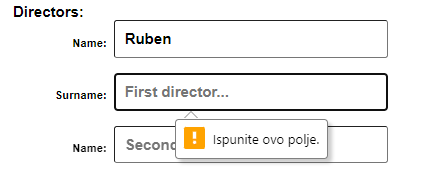 Directors:
Name: Ruben
Surname: First director...
Ispunite ovo polje.
Name: Second